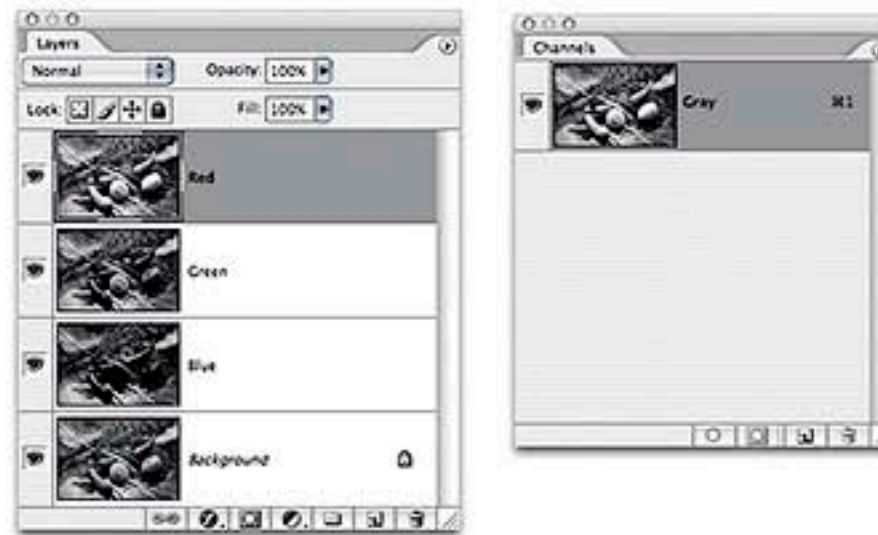 Layers
Normal
Opacity: 100%
Lock:
Fill: 100%
Red
Green
Blue
Background
Channels
Gray
⌘1